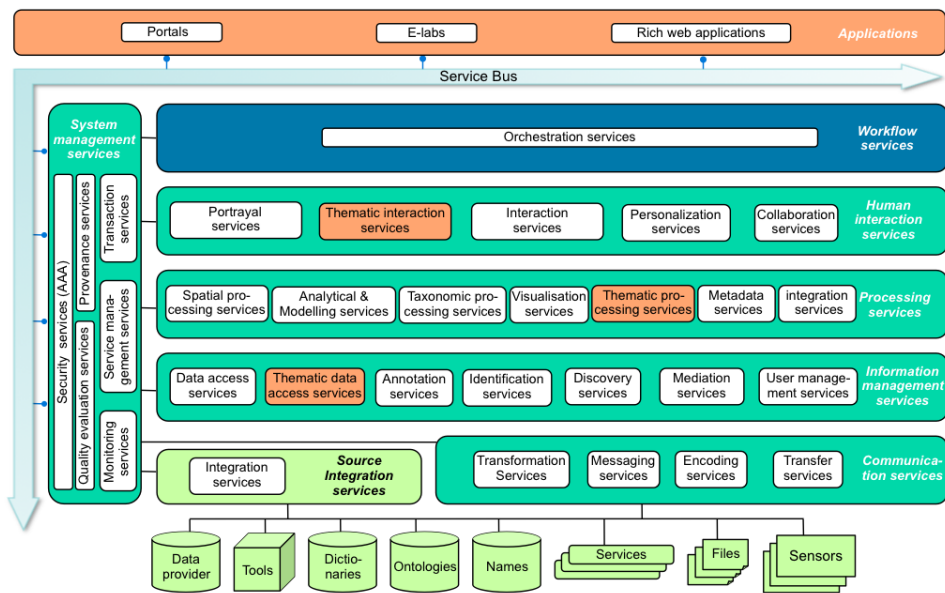 Portals
E-labs
Rich web applications
Applications
Service Bus
System
management
services
Security services (AAA)
Provenance services
Quality evaluation services
Transaction
services
Service mana-
gement services
Monitoring
services
Orchestration services
Workflow
services
Portrayal
services
Thematic interaction
services
Interaction
services
Personalization
services
Collaboration
services
Human
interaction
services
Spatial pro-
cessing services
Analytical &
Modelling services
Taxonomic pro-
cessing services
Visualisation
services
Thematic pro-
cessing services
Metadata
services
integration
services
Processing
services
Data access
services
Thematic data
access services
Annotation
services
Identification
services
Discovery
services
Mediation
services
User manage-
ment services
Information
management
services
Integration
services
Source
Integration
services
Transformation
Services
Messaging
services
Encoding
services
Transfer
services
Communica-
tion services
Data
provider
Tools
Dictio-
naries
Ontologies
Names
Services
Files
Sensors